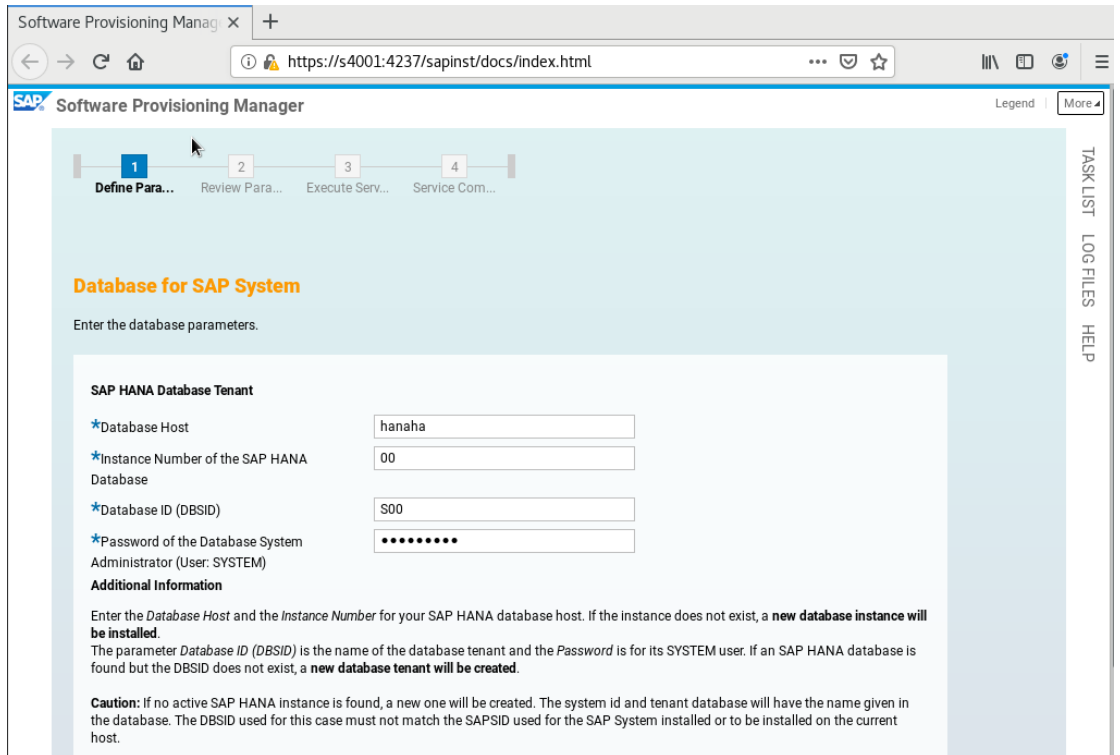 Software Provisioning Manag
https://s4001:4237/sapinst/docs/index.html
SAP Software Provisioning Manager
Legend
More
1
2
3
4
Define Para...
Review Para...
Execute Serv...
Service Com...
TASK LIST
LOG FILES
HELP
Database for SAP System
Enter the database parameters.
SAP HANA Database Tenant
*Database Host
hanaha
*Instance Number of the SAP HANA
Database
00
*Database ID (DBSID)
S00
*Password of the Database System
Administrator (User: SYSTEM)
•••••••••
Additional Information
Enter the Database Host and the Instance Number for your SAP HANA database host. If the instance does not exist, a new database instance will
be installed.
The parameter Database ID (DBSID) is the name of the database tenant and the Password is for its SYSTEM user. If an SAP HANA database is
found but the DBSID does not exist, a new database tenant will be created.
Caution: If no active SAP HANA instance is found, a new one will be created. The system id and tenant database will have the name given in
the database. The DBSID used for this case must not match the SAPSID used for the SAP System installed or to be installed on the current
host.